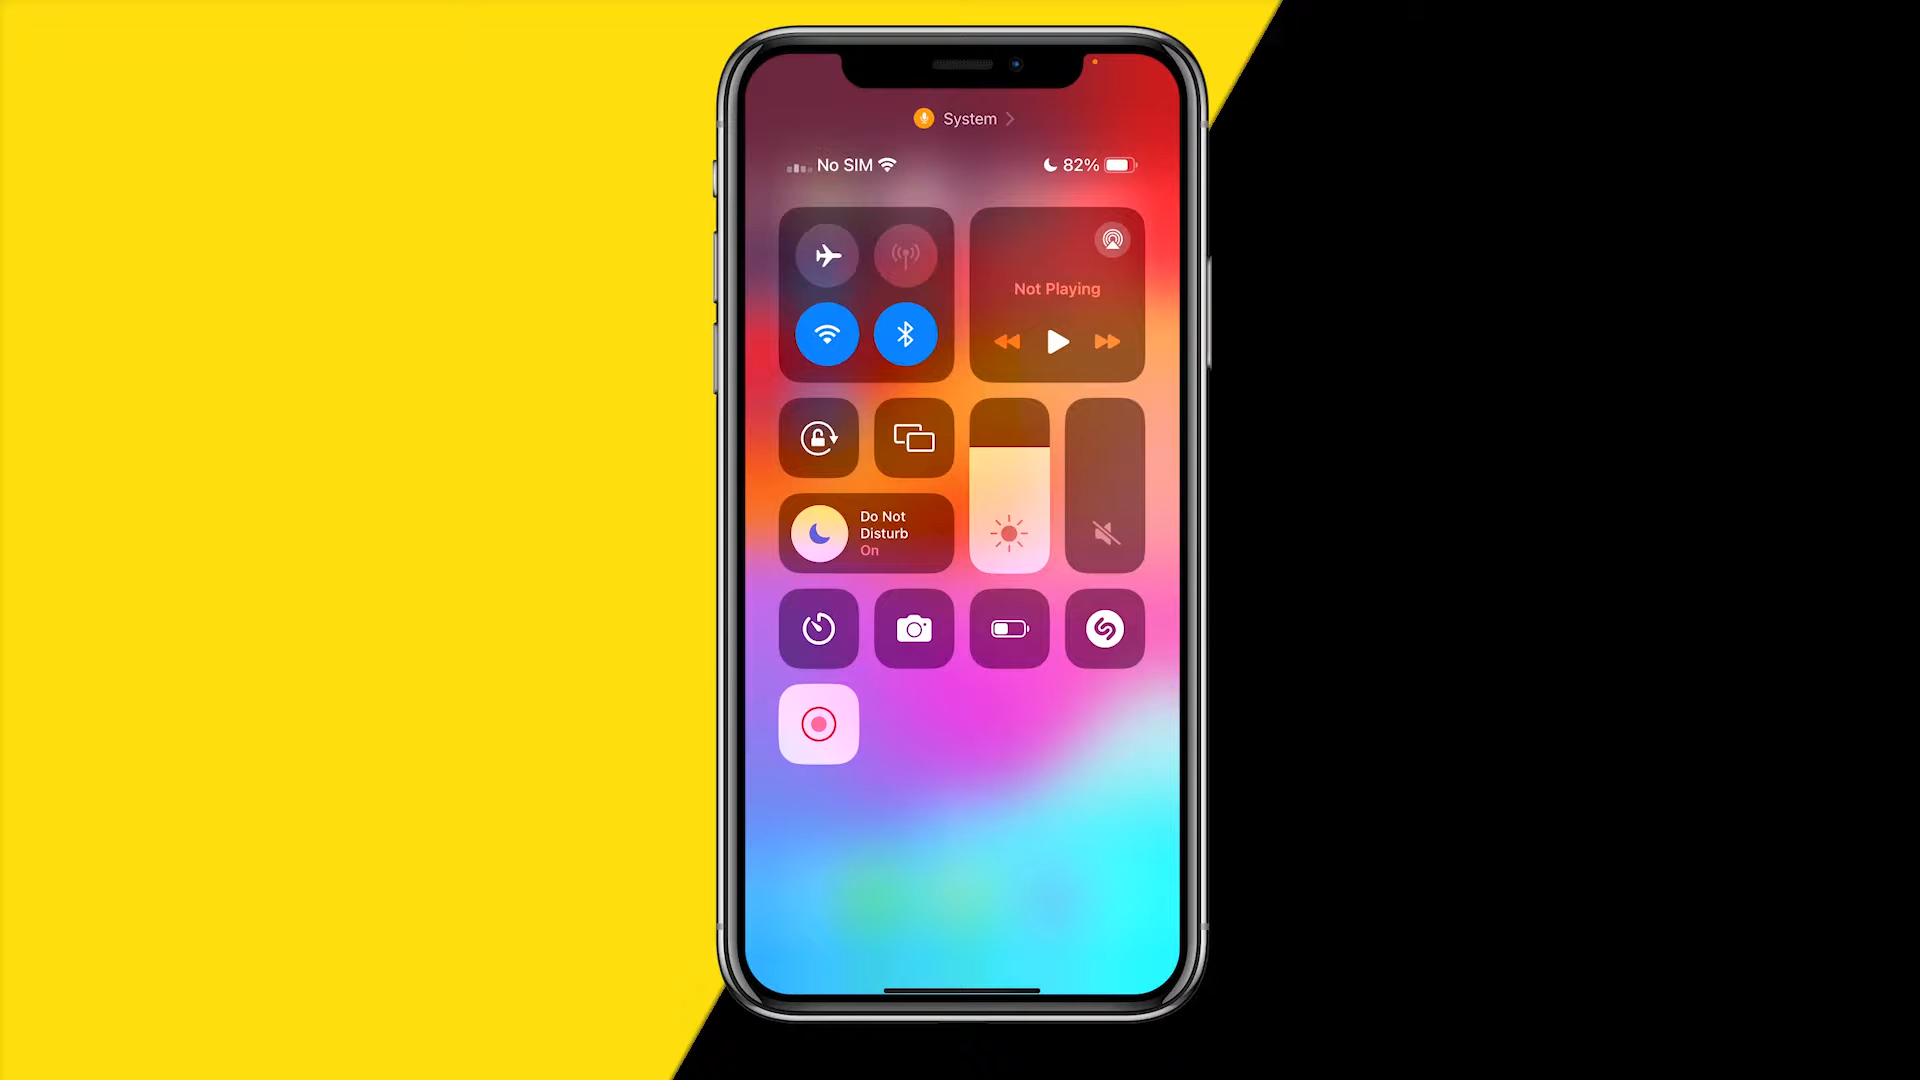 System
No SIM
82%
Not Playing
Do Not
Disturb
On